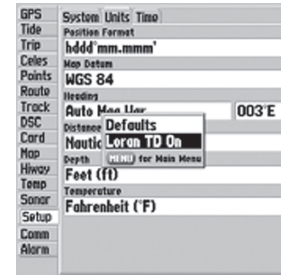 GPS
Tide
Trip
Celes
Points
Route
Track
DSC
Card
Map
Hiway
Temp
Sonar
Setup
Comm
Alarm
System Units Time
Position Format
hddd°mm.mmm'
Map Datum
WGS 84
Heading
Auto Mag Var 003°E
Distance
Nautic
Defaults
Loran TD On
MENU for Main Menu
Depth
Feet (ft)
Temperature
Fahrenheit (°F)